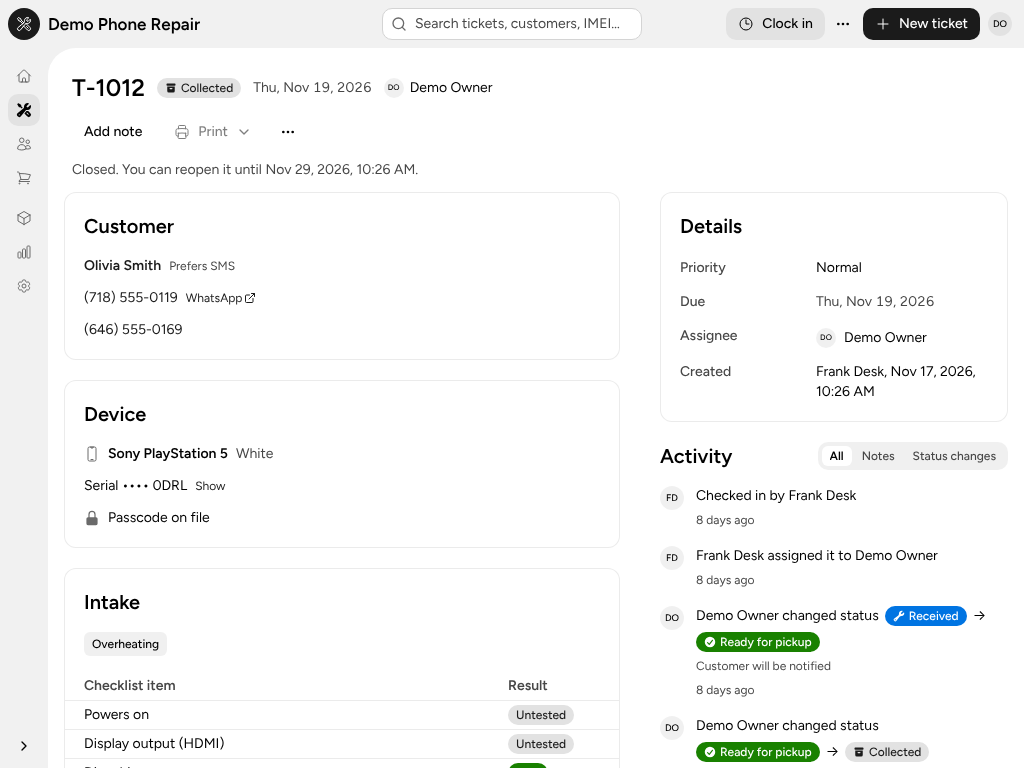 Demo Phone Repair
Search tickets, customers, IMEI...
Clock in
New ticket
DO
T-1012
Collected
Thu, Nov 19, 2026
DO
Demo Owner
Add note
Print
Closed. You can reopen it until Nov 29, 2026, 10:26 AM.
Customer
Olivia Smith Prefers SMS
(718) 555-0119 WhatsApp
(646) 555-0169
Device
Sony PlayStation 5 White
Serial •••• 0DRL Show
Passcode on file
Intake
Overheating
Checklist item Result
Powers on Untested
Display output (HDMI) Untested
Details
Priority Normal
Due Thu, Nov 19, 2026
Assignee DO Demo Owner
Created Frank Desk, Nov 17, 2026,
10:26 AM
Activity
All Notes Status changes
FD Checked in by Frank Desk
8 days ago
FD Frank Desk assigned it to Demo Owner
8 days ago
DO Demo Owner changed status Received →
Ready for pickup
Customer will be notified
8 days ago
DO Demo Owner changed status
Ready for pickup → Collected